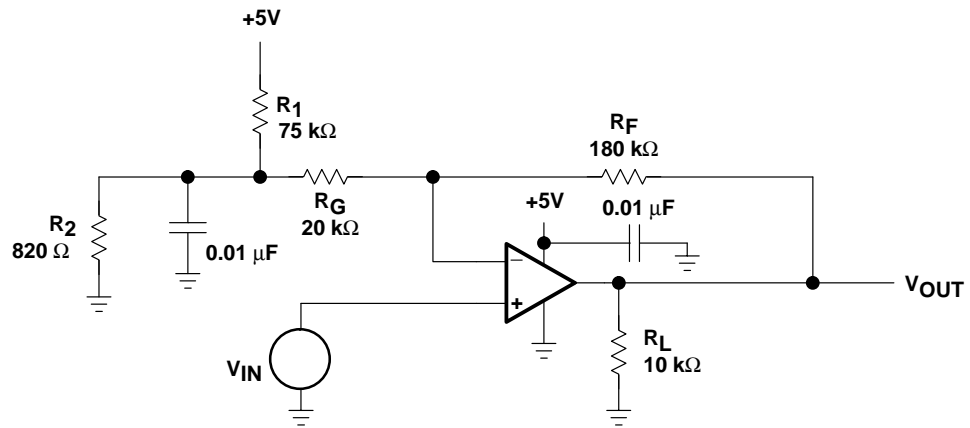 +5V
R1
75 kΩ
RF
180 kΩ
+5V
0.01 μF
R2
820 Ω
0.01 μF
RG
20 kΩ
−
+
VOUT
VIN
RL
10 kΩ